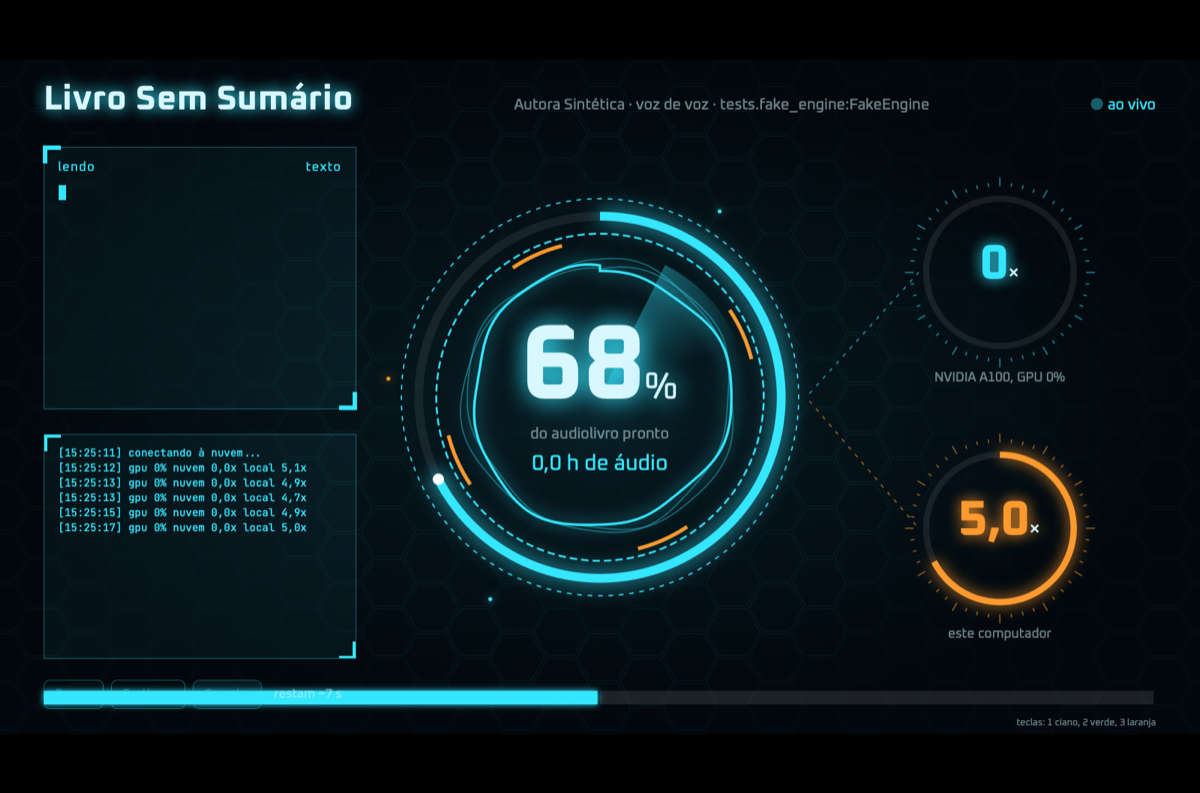 Livro Sem Sumário
Autora Sintética · voz de voz · tests.fake_engine:FakeEngine
ao vivo
lendo texto
[15:25:11] conectando à nuvem...
[15:25:12] gpu 0% nuvem 0,0x local 5,1x
[15:25:13] gpu 0% nuvem 0,0x local 4,9x
[15:25:13] gpu 0% nuvem 0,0x local 4,7x
[15:25:15] gpu 0% nuvem 0,0x local 4,9x
[15:25:17] gpu 0% nuvem 0,0x local 5,0x
68%
do audiolivro pronto
0,0 h de áudio
0×
NVIDIA A100, GPU 0%
5,0×
este computador
restam ~7 s
teclas: 1 ciano, 2 verde, 3 laranja